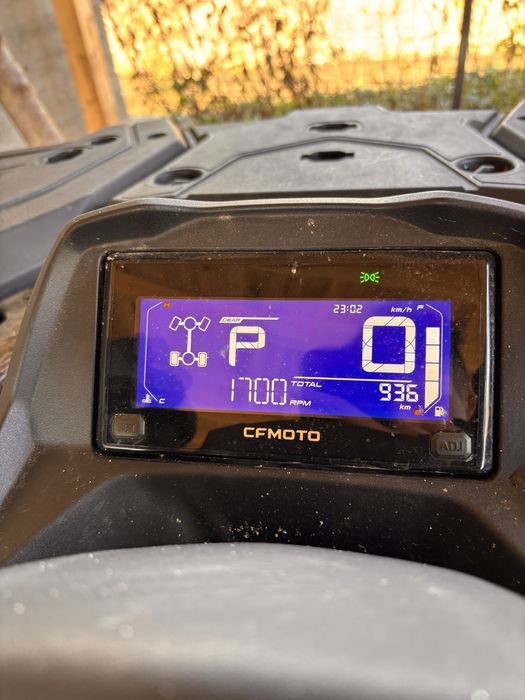 23:02 km/h F
GEAR
P 0
1700 RPM TOTAL 936 km
C
CFMOTO
ADJ